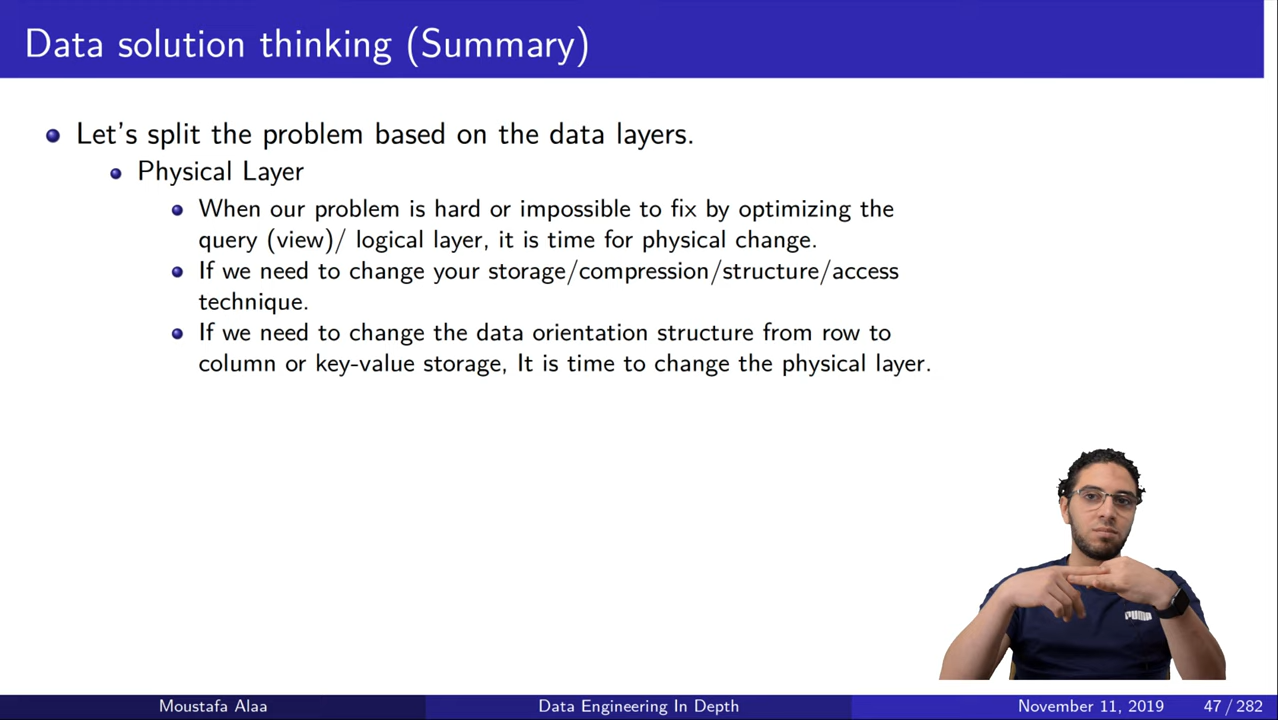 Data solution thinking (Summary)
Let's split the problem based on the data layers.
Physical Layer
When our problem is hard or impossible to fix by optimizing the
query (view)/ logical layer, it is time for physical change.
If we need to change your storage/compression/structure/access
technique.
If we need to change the data orientation structure from row to
column or key-value storage, It is time to change the physical layer.
PUMA
Moustafa Alaa
Data Engineering In Depth
November 11, 2019
47 / 282